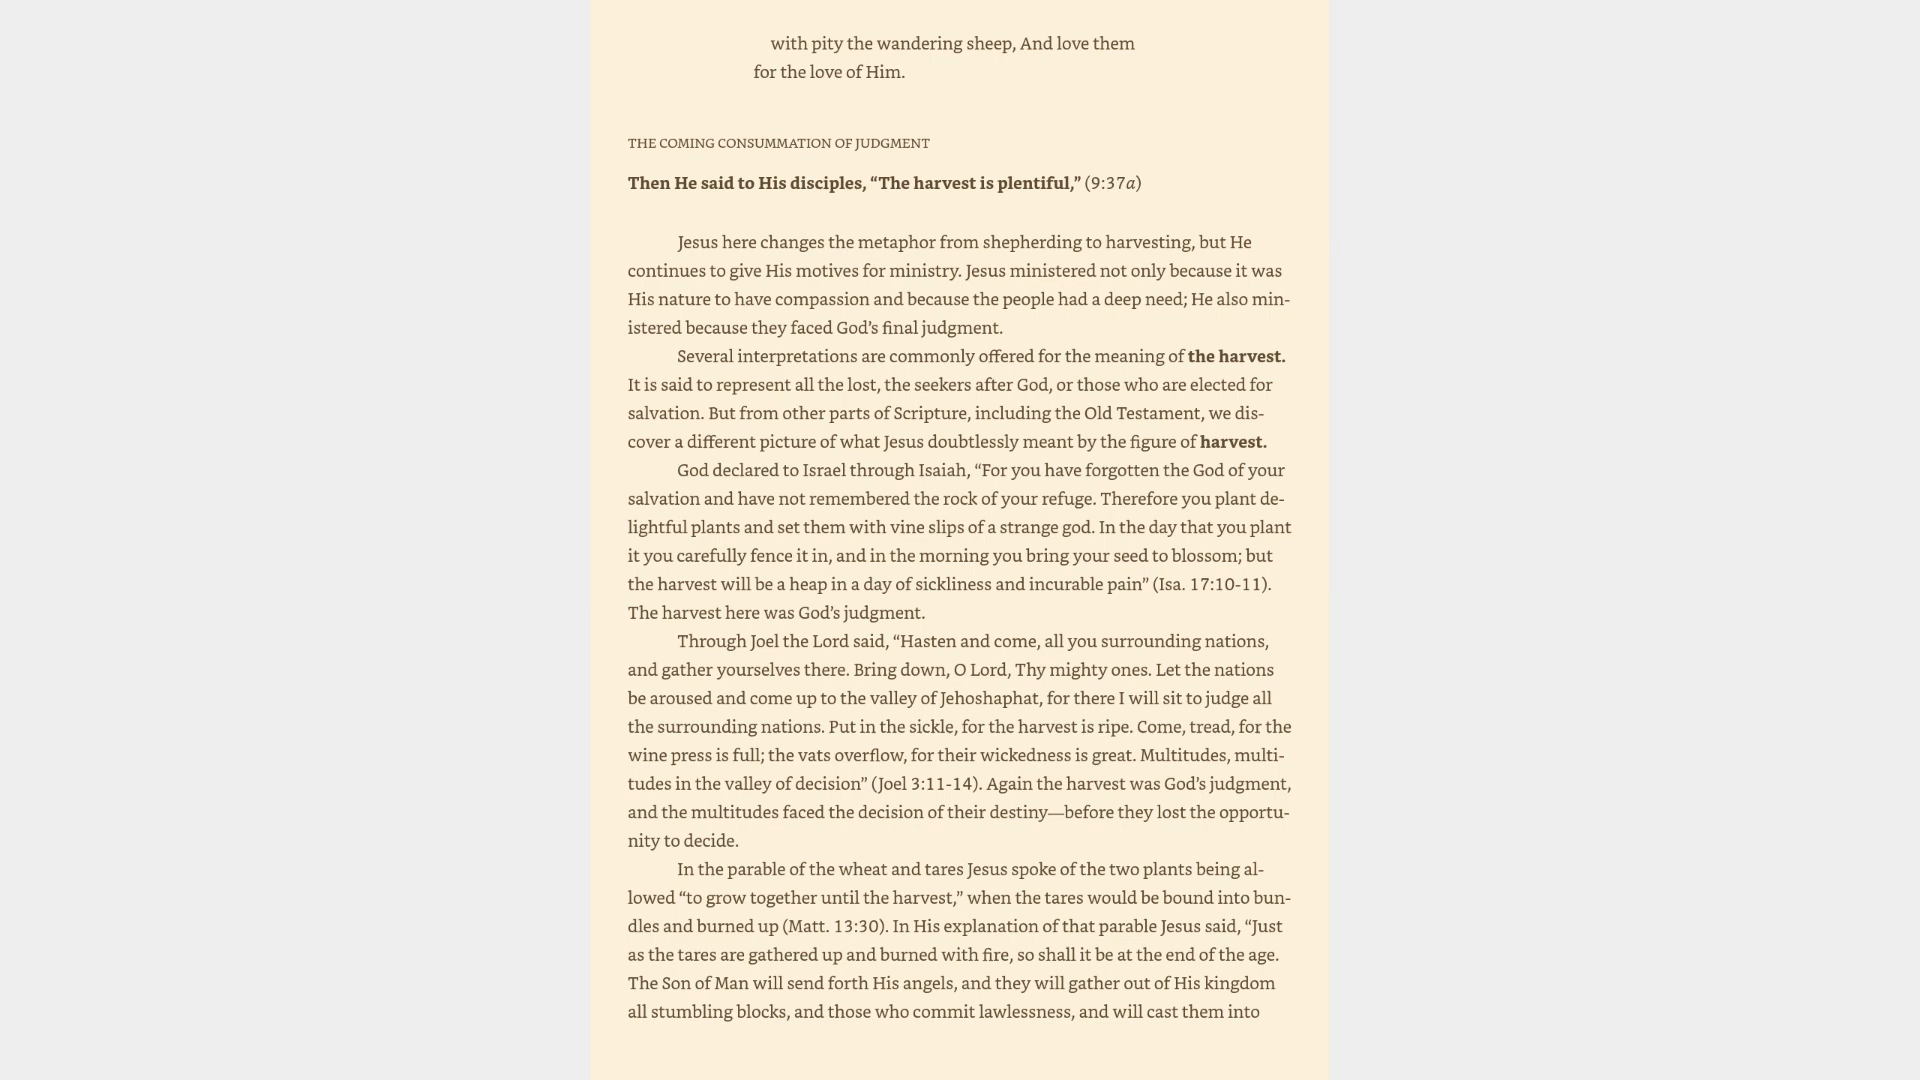 with pity the wandering sheep, And love them
for the love of Him.
THE COMING CONSUMMATION OF JUDGMENT
Then He said to His disciples, “The harvest is plentiful,” (9:37a)
Jesus here changes the metaphor from shepherding to harvesting, but He
continues to give His motives for ministry. Jesus ministered not only because it was
His nature to have compassion and because the people had a deep need; He also min-
istered because they faced God’s final judgment.
Several interpretations are commonly offered for the meaning of the harvest.
It is said to represent all the lost, the seekers after God, or those who are elected for
salvation. But from other parts of Scripture, including the Old Testament, we dis-
cover a different picture of what Jesus doubtlessly meant by the figure of harvest.
God declared to Israel through Isaiah, “For you have forgotten the God of your
salvation and have not remembered the rock of your refuge. Therefore you plant de-
lightful plants and set them with vine slips of a strange god. In the day that you plant
it you carefully fence it in, and in the morning you bring your seed to blossom; but
the harvest will be a heap in a day of sickliness and incurable pain” (Isa. 17:10-11).
The harvest here was God’s judgment.
Through Joel the Lord said, “Hasten and come, all you surrounding nations,
and gather yourselves there. Bring down, O Lord, Thy mighty ones. Let the nations
be aroused and come up to the valley of Jehoshaphat, for there I will sit to judge all
the surrounding nations. Put in the sickle, for the harvest is ripe. Come, tread, for the
wine press is full; the vats overflow, for their wickedness is great. Multitudes, multi-
tudes in the valley of decision” (Joel 3:11-14). Again the harvest was God’s judgment,
and the multitudes faced the decision of their destiny—before they lost the opportu-
nity to decide.
In the parable of the wheat and tares Jesus spoke of the two plants being al-
lowed “to grow together until the harvest,” when the tares would be bound into bun-
dles and burned up (Matt. 13:30). In His explanation of that parable Jesus said, “Just
as the tares are gathered up and burned with fire, so shall it be at the end of the age.
The Son of Man will send forth His angels, and they will gather out of His kingdom
all stumbling blocks, and those who commit lawlessness, and will cast them into